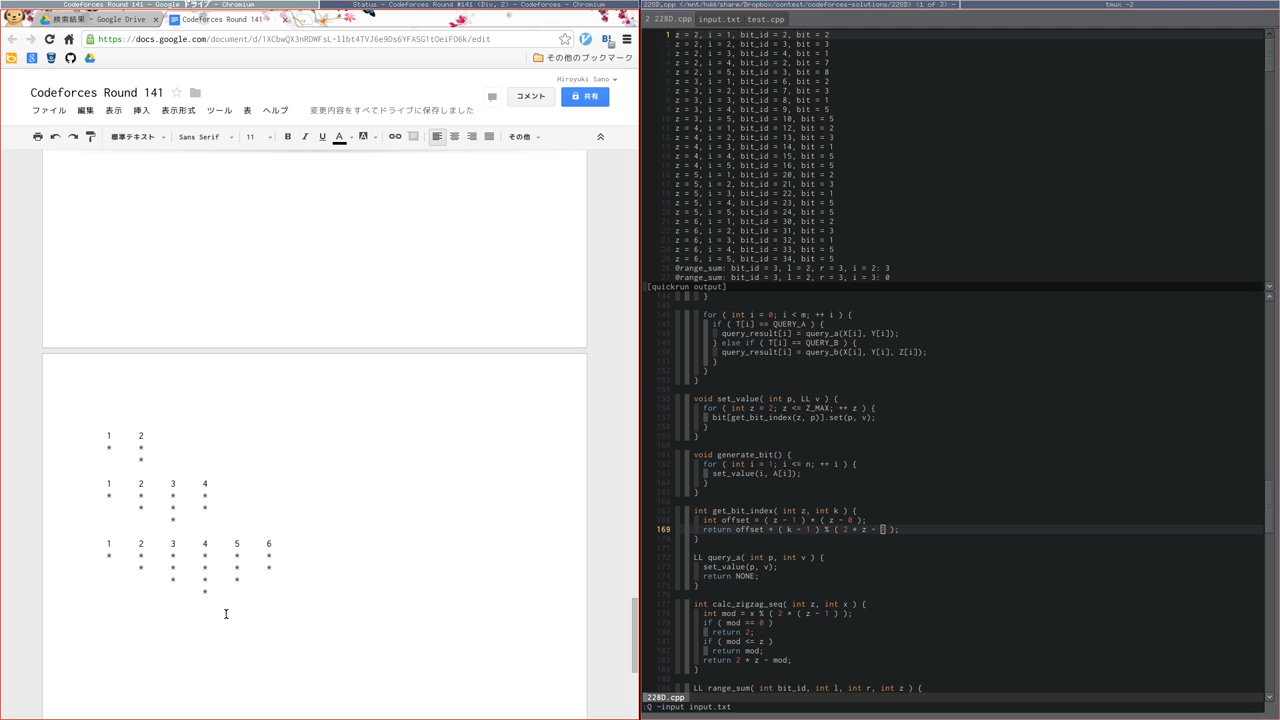 Codeforces Round 141 - Google ドライブ - Chromium
Status - Codeforces Round #141 (Div. 2) - Codeforces - Chromium
228D.cpp (/mnt/hdd/share/Dropbox/contest/codeforces-solutions/228D) (1 of 3) -
tmux -2
検索結果 - Google Drive
Codeforces Round 141 -
2 228D.cpp input.txt test.cpp
その他のブックマーク
Hiroyuki Sano
Codeforces Round 141
コメント
共有
ファイル 編集 表示 挿入 表示形式 ツール 表 ヘルプ 変更内容をすべてドライブに保存しました
標準テキスト Sans Serif 11 B I U A その他
1 2
* *
*
1 2 3 4
* * * *
* * *
*
1 2 3 4 5 6
* * * * * *
* * * * *
* * *
*
1 z = 2, i = 1, bit_id = 2, bit = 2
z = 2, i = 2, bit_id = 3, bit = 3
z = 2, i = 3, bit_id = 4, bit = 1
z = 2, i = 4, bit_id = 2, bit = 7
z = 2, i = 5, bit_id = 3, bit = 8
z = 3, i = 1, bit_id = 6, bit = 2
z = 3, i = 2, bit_id = 7, bit = 3
z = 3, i = 3, bit_id = 8, bit = 1
z = 3, i = 4, bit_id = 9, bit = 5
z = 3, i = 5, bit_id = 10, bit = 5
z = 4, i = 1, bit_id = 12, bit = 2
z = 4, i = 2, bit_id = 13, bit = 3
z = 4, i = 3, bit_id = 14, bit = 1
z = 4, i = 4, bit_id = 15, bit = 5
z = 4, i = 5, bit_id = 16, bit = 5
z = 5, i = 1, bit_id = 20, bit = 2
z = 5, i = 2, bit_id = 21, bit = 3
z = 5, i = 3, bit_id = 22, bit = 1
z = 5, i = 4, bit_id = 23, bit = 5
z = 5, i = 5, bit_id = 24, bit = 5
z = 6, i = 1, bit_id = 30, bit = 2
z = 6, i = 2, bit_id = 31, bit = 3
z = 6, i = 3, bit_id = 32, bit = 1
z = 6, i = 4, bit_id = 33, bit = 5
z = 6, i = 5, bit_id = 34, bit = 5
@range_sum: bit_id = 3, l = 2, r = 3, i = 2: 3
@range_sum: bit_id = 3, l = 2, r = 3, i = 3: 0
[quickrun output]
}
for ( int i = 0; i < m; ++ i ) {
if ( T[i] == QUERY_A ) {
query_result[i] = query_a(X[i], Y[i]);
} else if ( T[i] == QUERY_B ) {
query_result[i] = query_b(X[i], Y[i], Z[i]);
}
}
}
void set_value( int p, LL v ) {
for ( int z = 2; z <= Z_MAX; ++ z ) {
bit[get_bit_index(z, p)].set(p, v);
}
}
void generate_bit() {
for ( int i = 1; i <= n; ++ i ) {
set_value(i, A[i]);
}
}
int get_bit_index( int z, int k ) {
int offset = ( z - 1 ) * ( z - 0 );
169 return offset + ( k - 1 ) % ( 2 * z - );
}
LL query_a( int p, int v ) {
set_value(p, v);
return NONE;
}
int calc_zigzag_seq( int z, int x ) {
int mod = x % ( 2 * ( z - 1 ) );
if ( mod == 0 )
return 2;
if ( mod <= z )
return mod;
return 2 * z - mod;
}
LL range_sum( int bit_id, int l, int r, int z ) {
228D.cpp
:Q -input input.txt